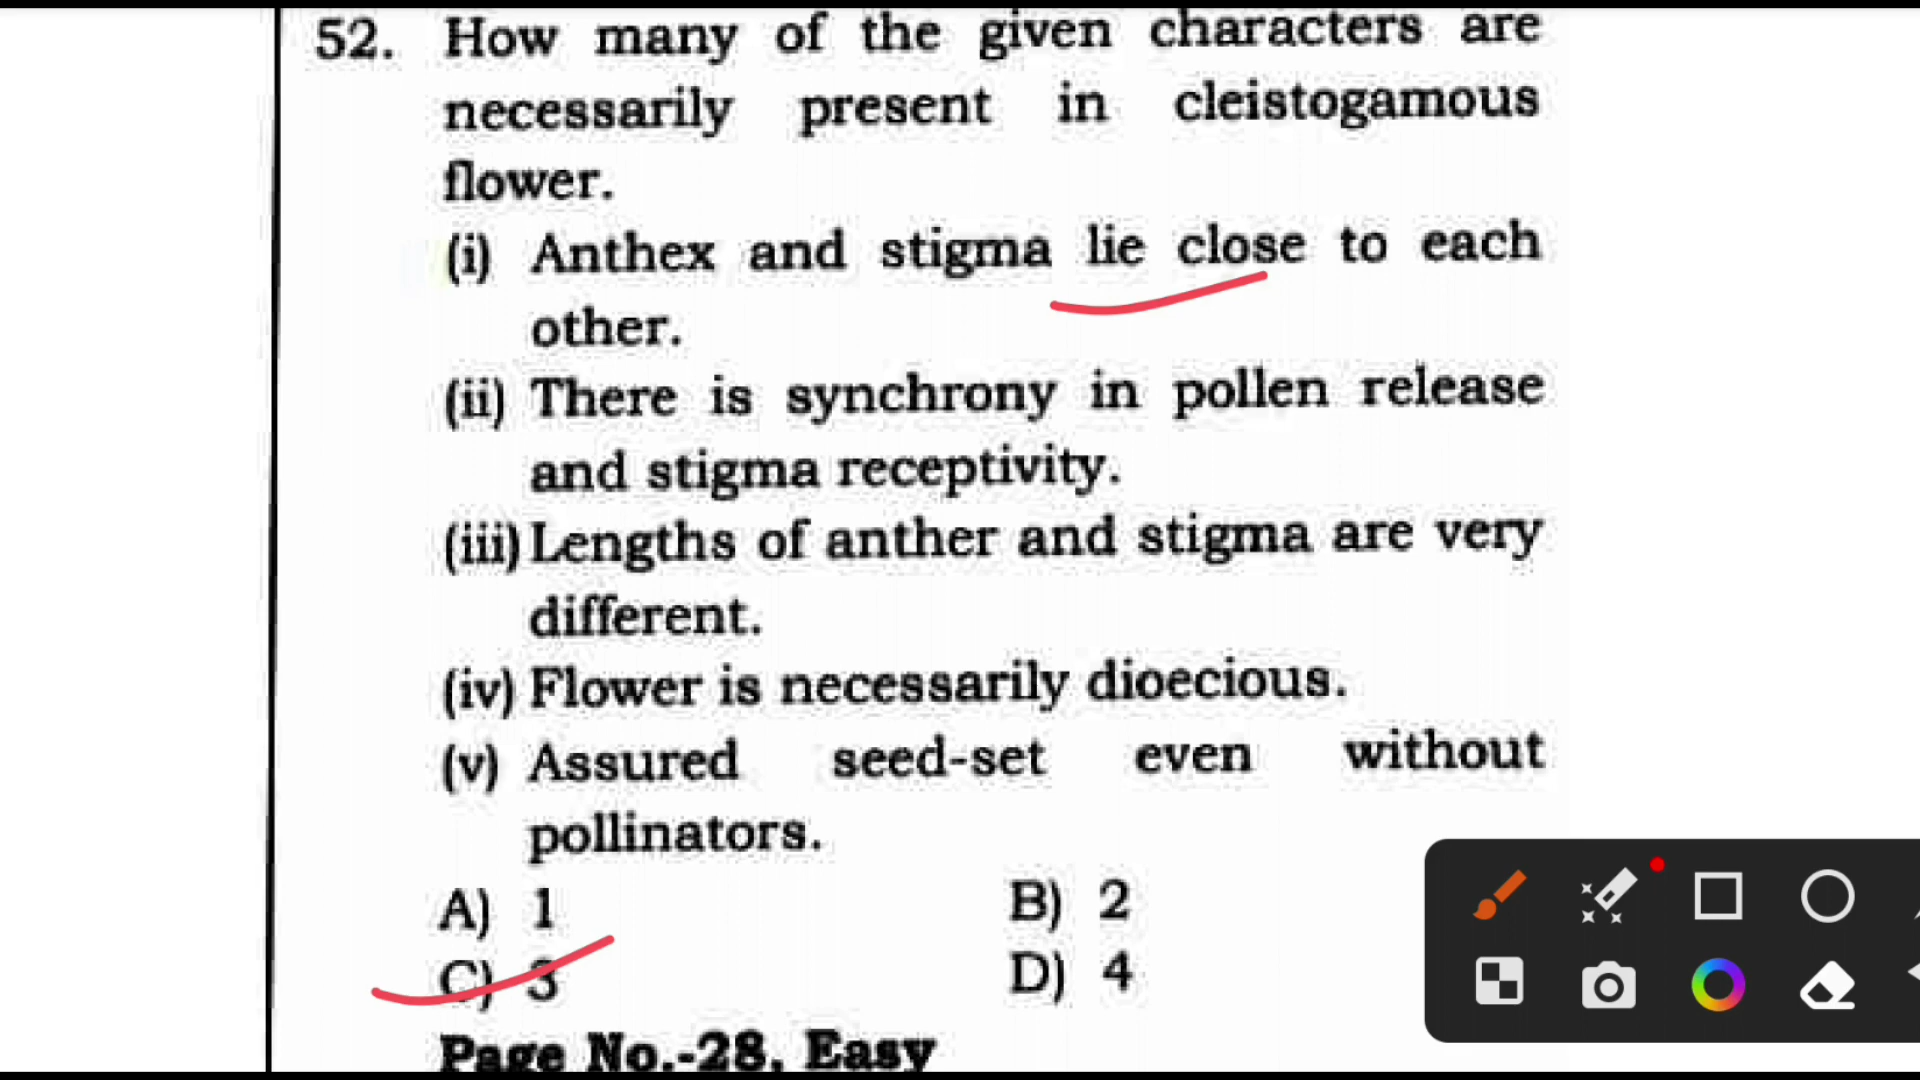 52. How many of the given characters are
necessarily present in cleistogamous
flower.
(i) Anthex and stigma lie close to each
other.
(ii) There is synchrony in pollen release
and stigma receptivity.
(iii) Lengths of anther and stigma are very
different.
(iv) Flower is necessarily dioecious.
(v) Assured seed-set even without
pollinators.
A) 1 B) 2
C) 3 D) 4
Page No.-28, Easy